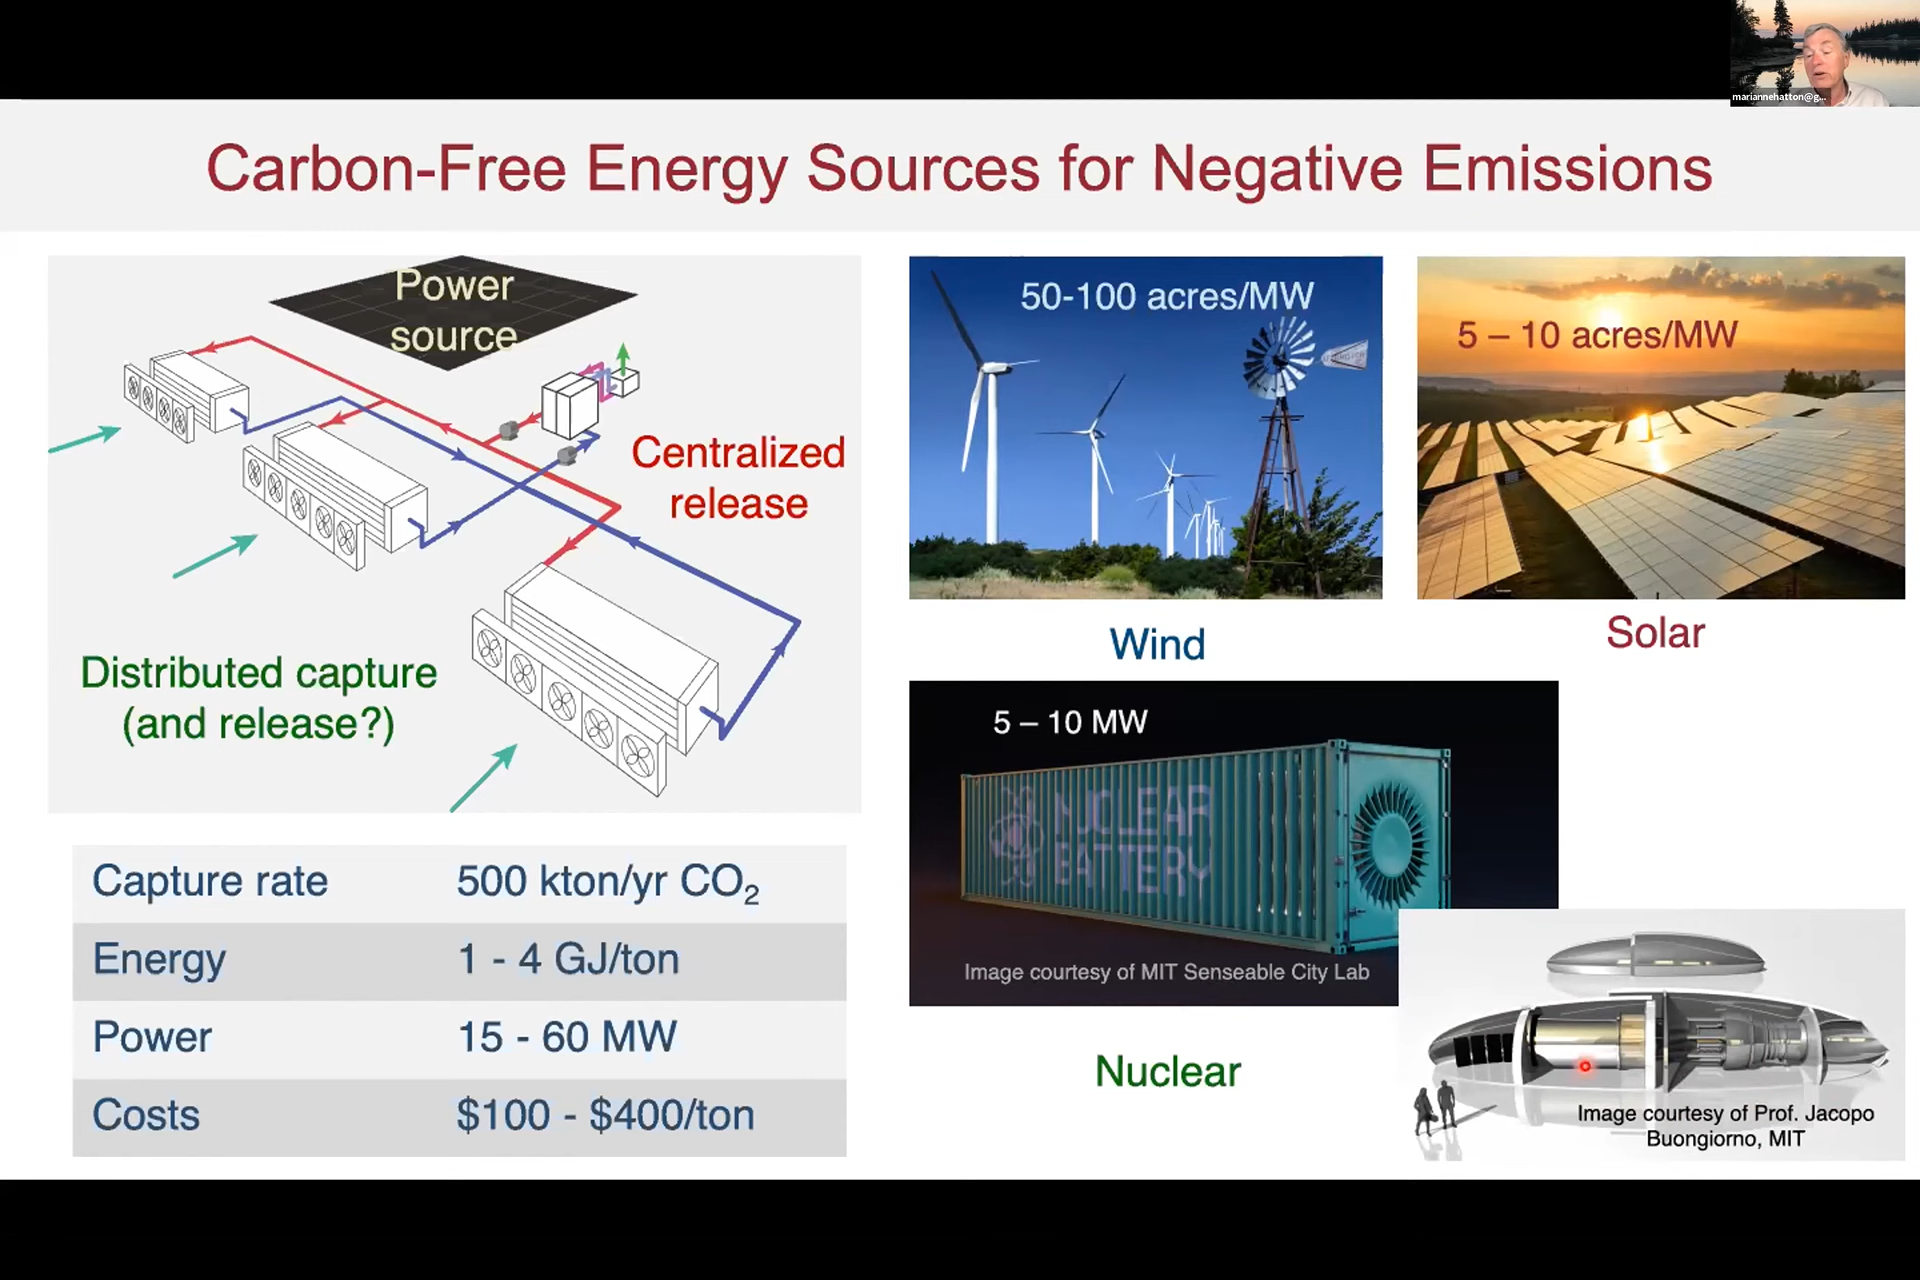 mariannehatton@g...
Carbon-Free Energy Sources for Negative Emissions
Power
source
Centralized
release
Distributed capture
(and release?)
Capture rate 500 kton/yr CO₂
Energy 1 - 4 GJ/ton
Power 15 - 60 MW
Costs $100 - $400/ton
50-100 acres/MW
Wind
5 – 10 acres/MW
Solar
5 – 10 MW
NUCLEAR
BATTERY
Image courtesy of MIT Senseable City Lab
Nuclear
Image courtesy of Prof. Jacopo
Buongiorno, MIT